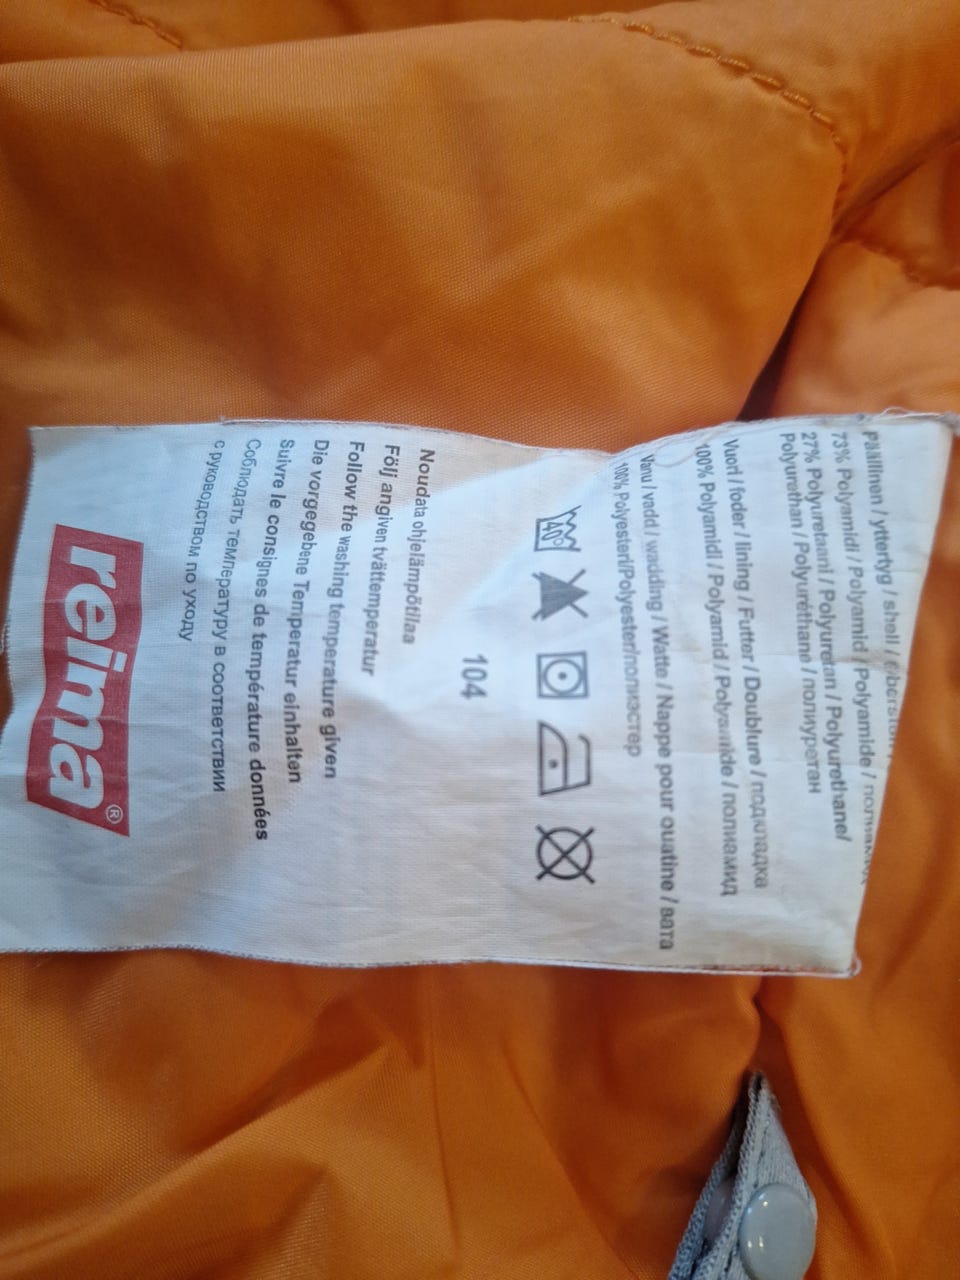 Päällinen / yttertyg / shell /
73% Polyamidi / Polyamid / Polyamide /
27% Polyuretaani / Polyuretan / Polyurethane/
Polyurethan / Polyuréthane / полиуретан
Vuori / foder / lining / Futter / Doublure / подкладка
100% Polyamidi / Polyamid / Polyamide / полиамид
Vanu / vadd / wadding / Watte / Nappe pour ouatine / вата
100% Polyesteri/Polyester/полиэстер
40°
104
Noudata ohjelämpötilaa
Följ angiven tvättemperatur
Follow the washing temperature given
Die vorgegebene Temperatur einhalten
Suivre le consignes de température données
Соблюдать температуру в соответствии
с руководством по уходу
reima®